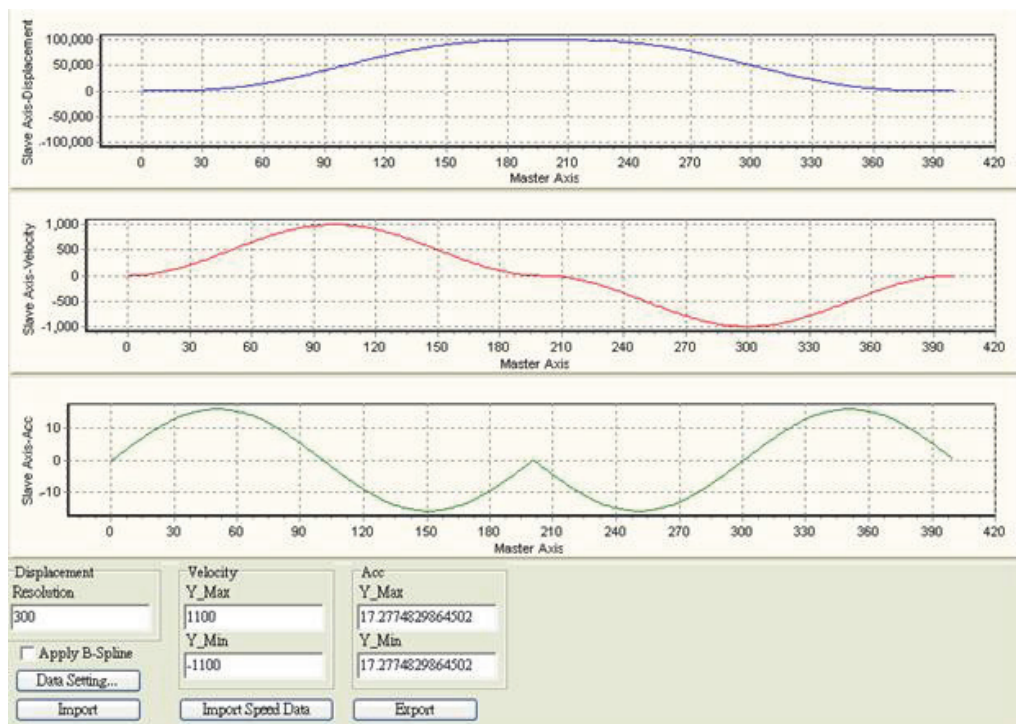 Slave Axis-Displacement
100,000
50,000
0
-50,000
-100,000
0 30 60 90 120 150 180 210 240 270 300 330 360 390 420
Master Axis
Slave Axis-Velocity
1,000
500
0
-500
-1,000
0 30 60 90 120 150 180 210 240 270 300 330 360 390 420
Master Axis
Slave Axis-Acc
10
0
-10
0 30 60 90 120 150 180 210 240 270 300 330 360 390 420
Master Axis
Displacement
Resolution
300
Apply B-Spline
Data Setting...
Import
Velocity
Y_Max
1100
Y_Min
-1100
Import Speed Data
Acc
Y_Max
17.2774829864502
Y_Min
17.2774829864502
Export